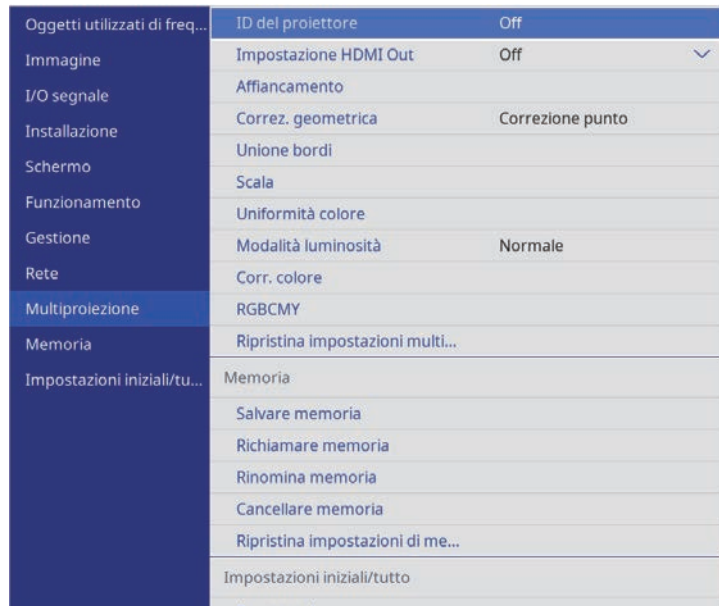 Oggetti utilizzati di freq...
Immagine
I/O segnale
Installazione
Schermo
Funzionamento
Gestione
Rete
Multiproiezione
Memoria
Impostazioni iniziali/tu...
ID del proiettore Off
Impostazione HDMI Out Off
Affiancamento
Correz. geometrica Correzione punto
Unione bordi
Scala
Uniformità colore
Modalità luminosità Normale
Corr. colore
RGBCMY
Ripristina impostazioni multi...
Memoria
Salvare memoria
Richiamare memoria
Rinomina memoria
Cancellare memoria
Ripristina impostazioni di me...
Impostazioni iniziali/tutto